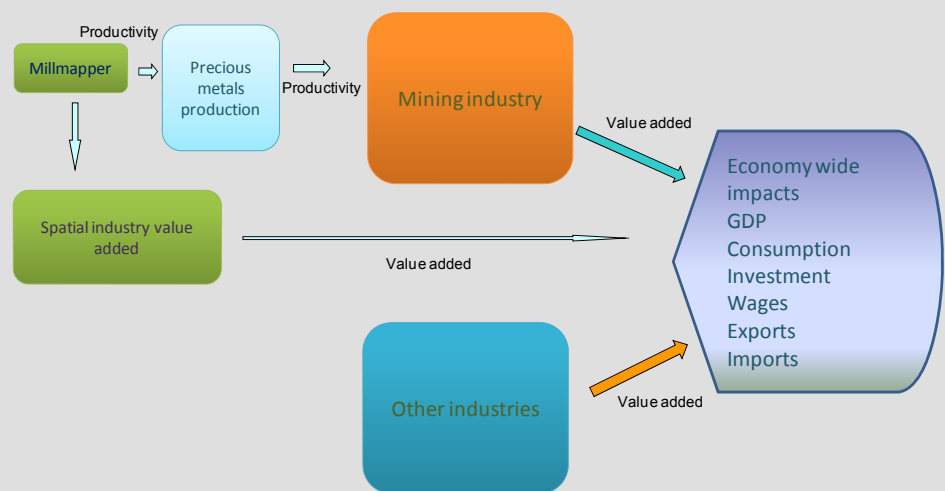 Productivity
Millmapper
Precious
metals
production
Productivity
Mining industry
Value added
Economy wide
impacts
GDP
Consumption
Investment
Wages
Exports
Imports
Spatial industry value
added
Value added
Other industries
Value added